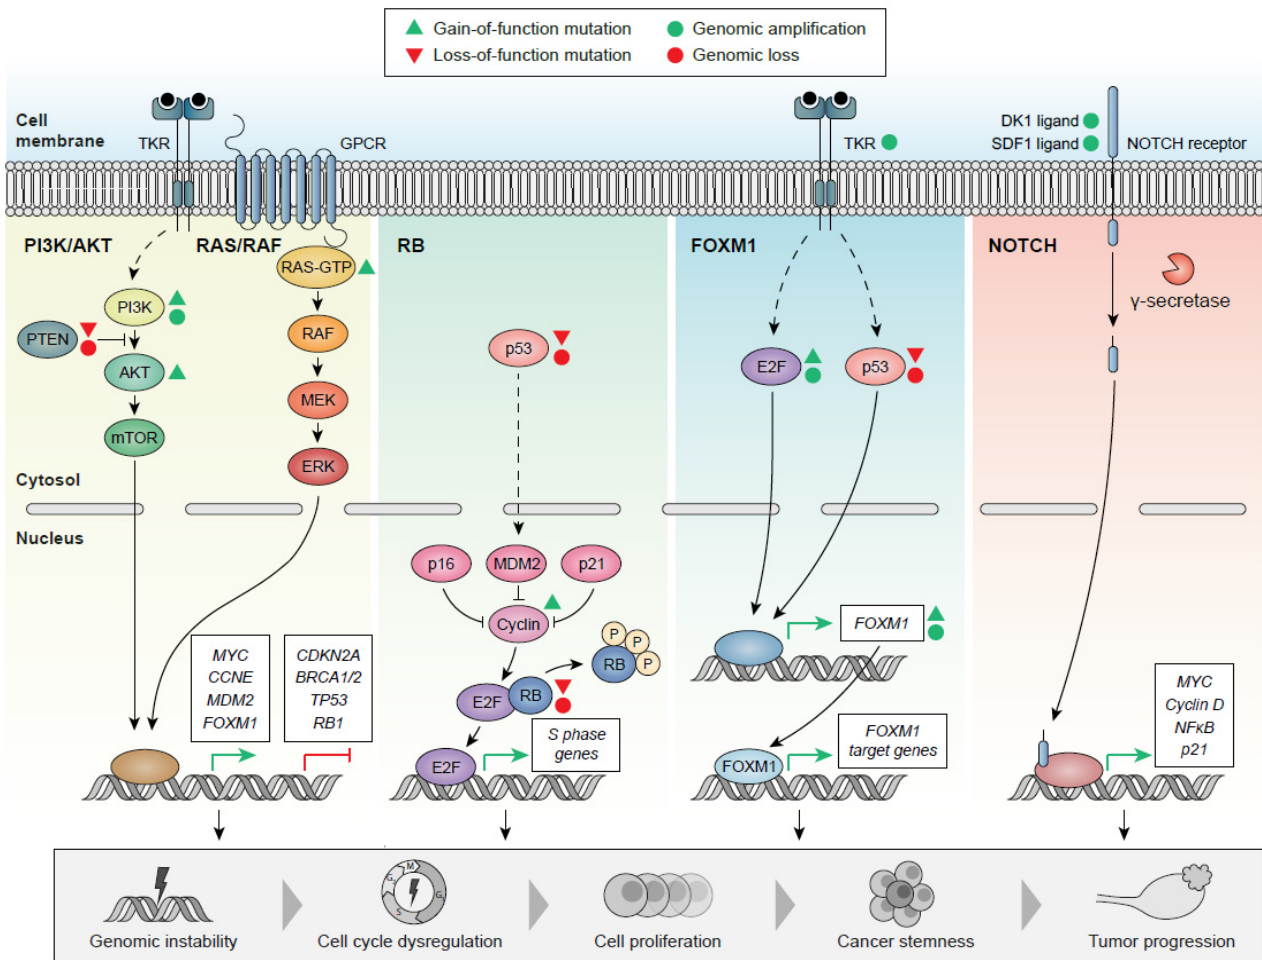 Gain-of-function mutation
Genomic amplification
Loss-of-function mutation
Genomic loss
Cell
membrane
TKR
GPCR
TKR
DK1 ligand
SDF1 ligand
NOTCH receptor
PI3K/AKT
RAS/RAF
RB
FOXM1
NOTCH
RAS-GTP
PI3K
PTEN
RAF
AKT
MEK
mTOR
ERK
p53
E2F
p53
γ-secretase
Cytosol
Nucleus
p16
MDM2
p21
Cyclin
P
P
P
RB
E2F
RB
S phase
genes
E2F
MYC
CCNE
MDM2
FOXM1
CDKN2A
BRCA1/2
TP53
RB1
FOXM1
FOXM1
target genes
FOXM1
MYC
Cyclin D
NFκB
p21
M
G1
S
G2
Genomic instability
Cell cycle dysregulation
Cell proliferation
Cancer stemness
Tumor progression